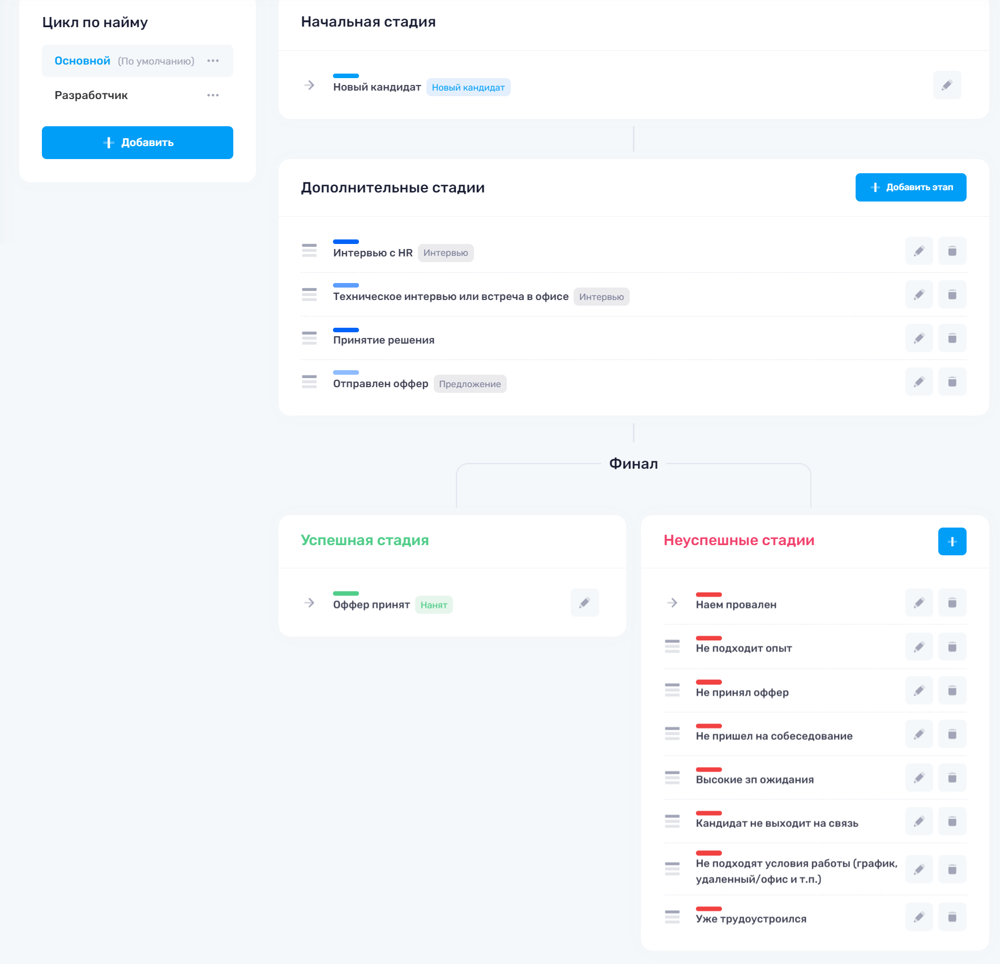 Цикл по найму
Основной (По умолчанию)
Разработчик
Добавить
Начальная стадия
Новый кандидат Новый кандидат
Дополнительные стадии
Добавить этап
Интервью с HR Интервью
Техническое интервью или встреча в офисе Интервью
Принятие решения
Отправлен оффер Предложение
Финал
Успешная стадия
Оффер принят Нанят
Неуспешные стадии
Наем провален
Не подходит опыт
Не принял оффер
Не пришел на собеседование
Высокие зп ожидания
Кандидат не выходит на связь
Не подходят условия работы (график,
удаленный/офис и т.п.)
Уже трудоустроился